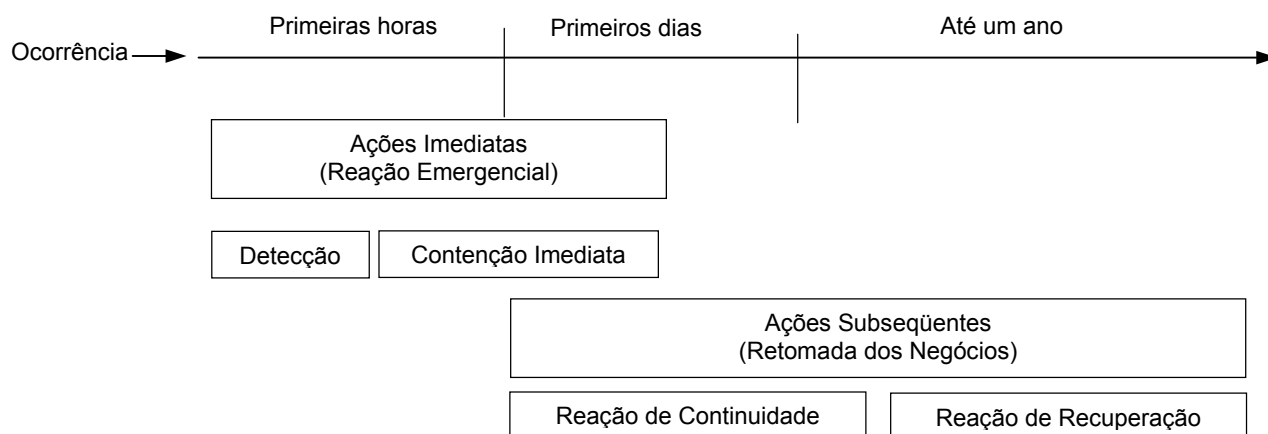 Primeiras horas
Primeiros dias
Até um ano
Ocorrência
Ações Imediatas
(Reação Emergencial)
Detecção
Contenção Imediata
Ações Subseqüentes
(Retomada dos Negócios)
Reação de Continuidade
Reação de Recuperação